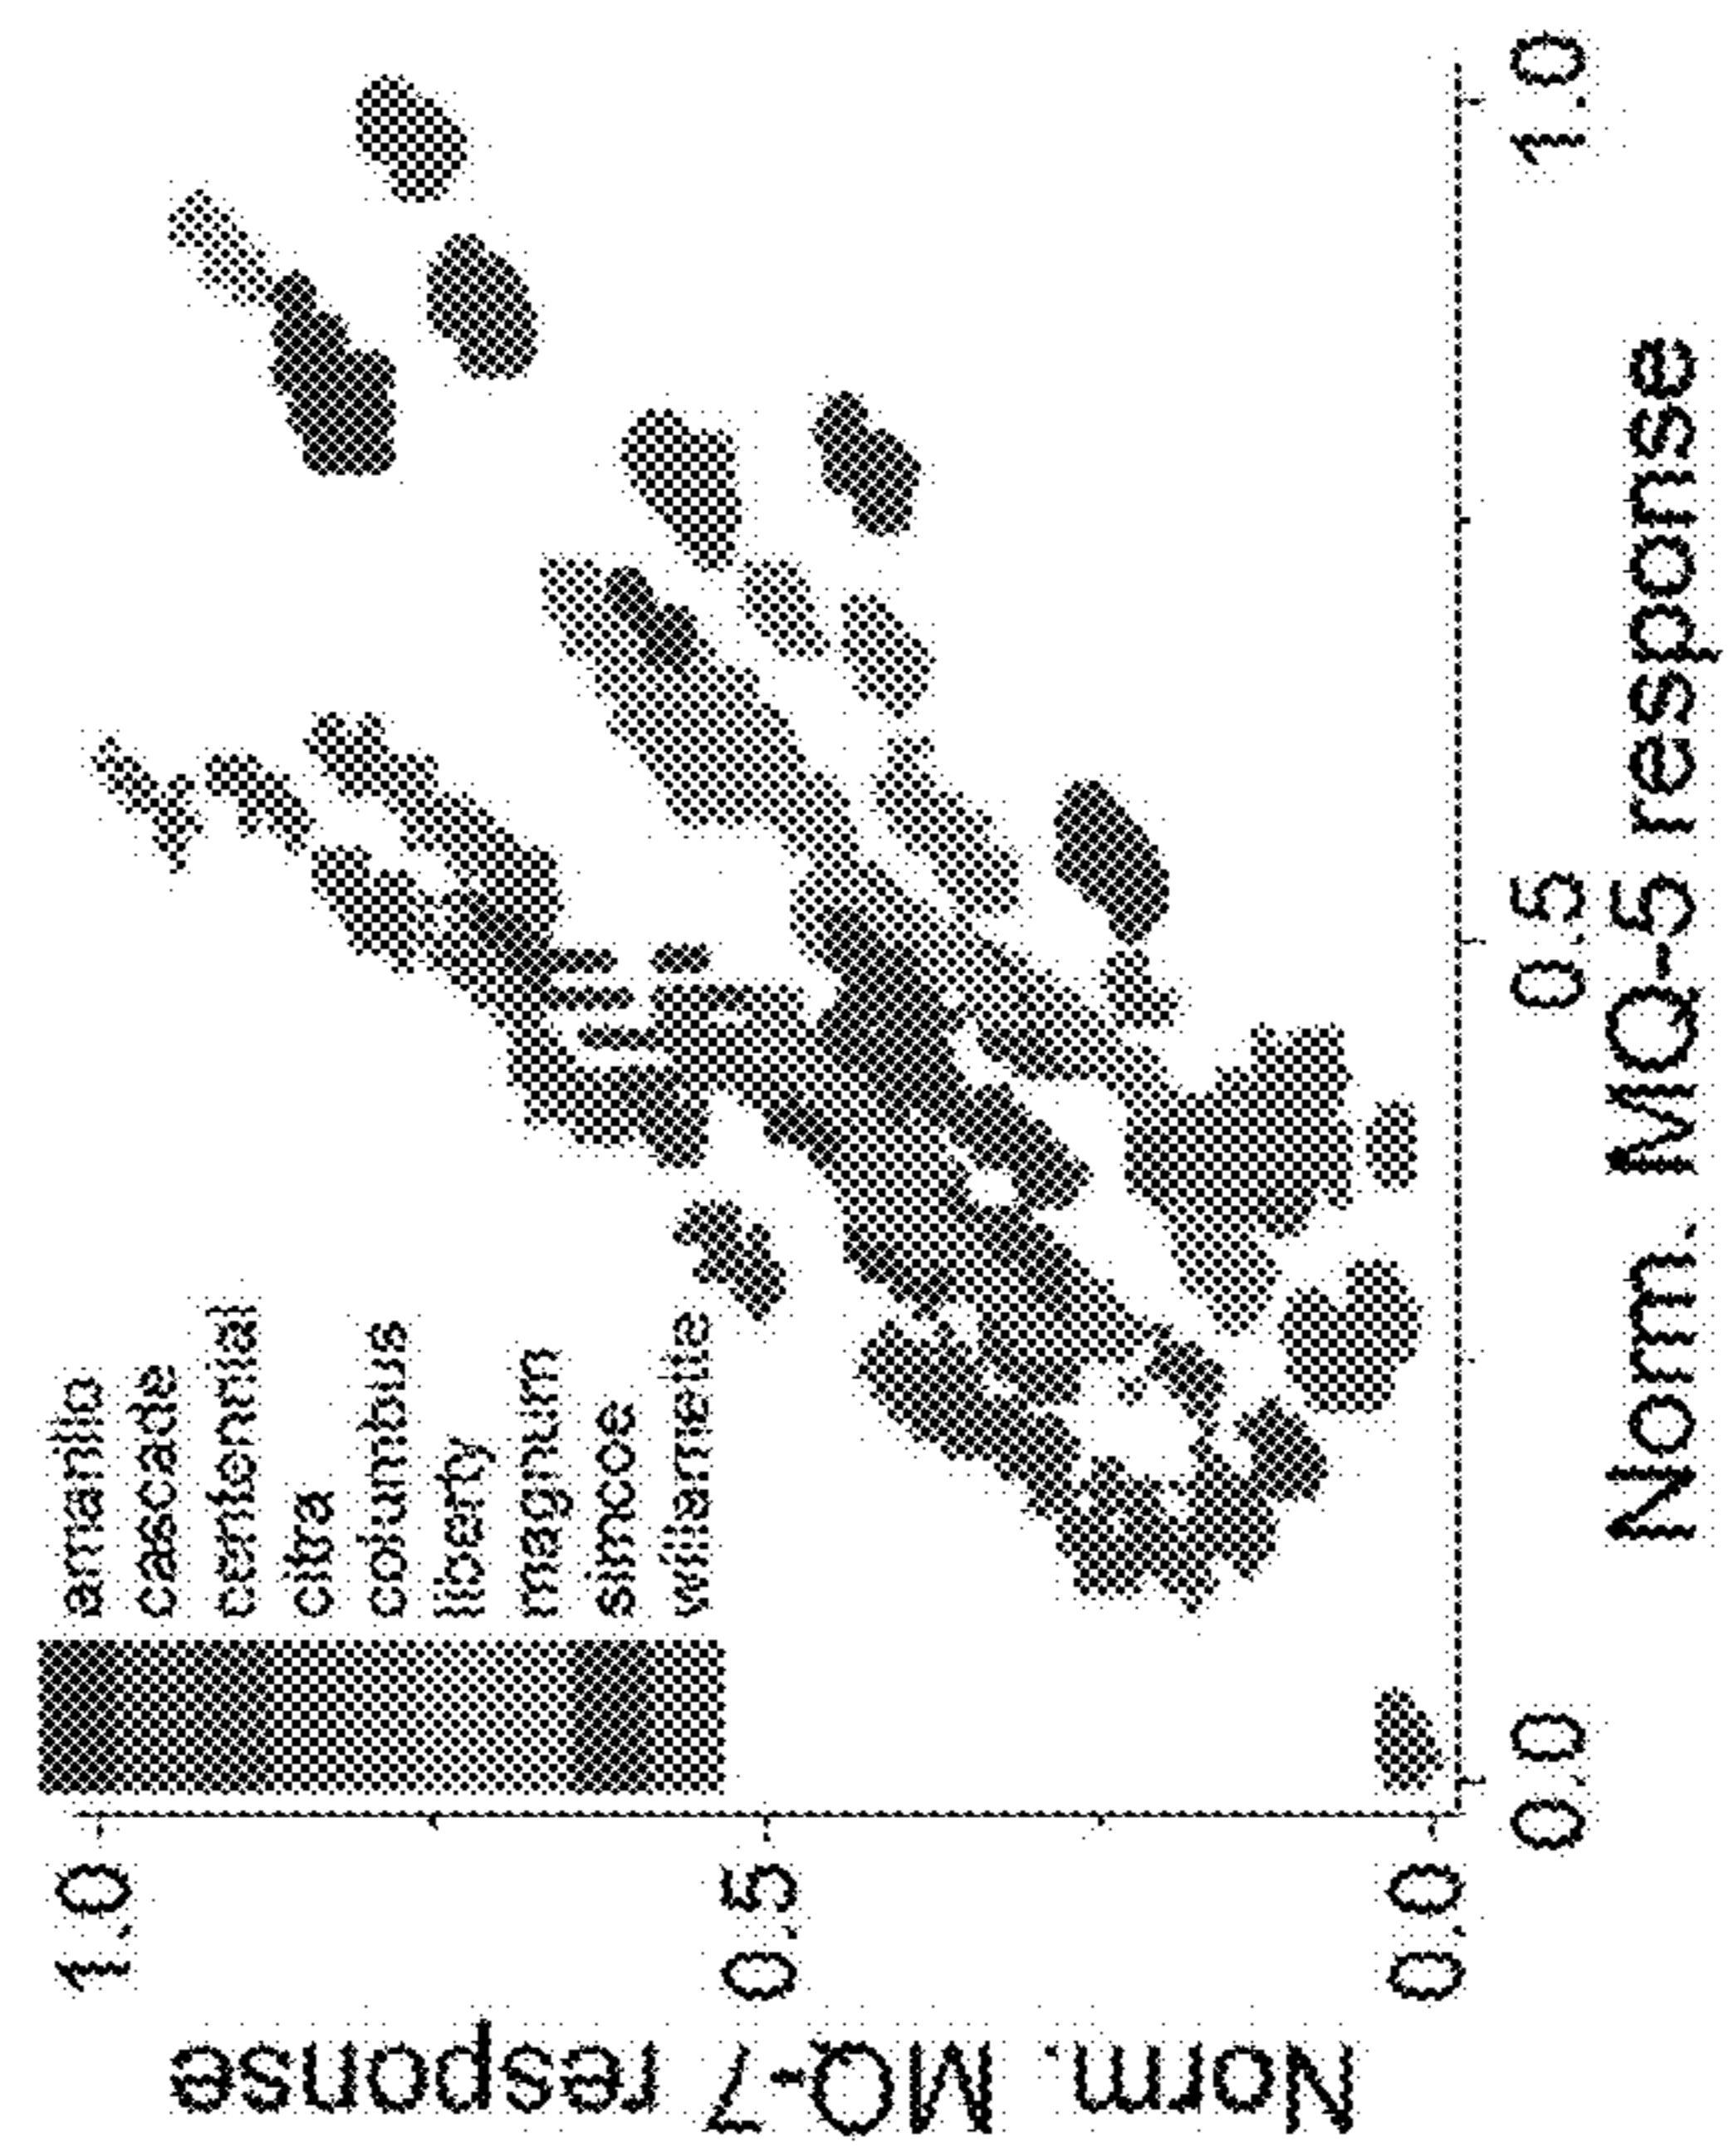 amarillo
cascade
centennial
citra
columbus
liberty
magnum
simcoe
willamette
1.0
0.5
0.0
Norm. MQ-7 response
0.0
0.5
1.0
Norm. MQ-5 response